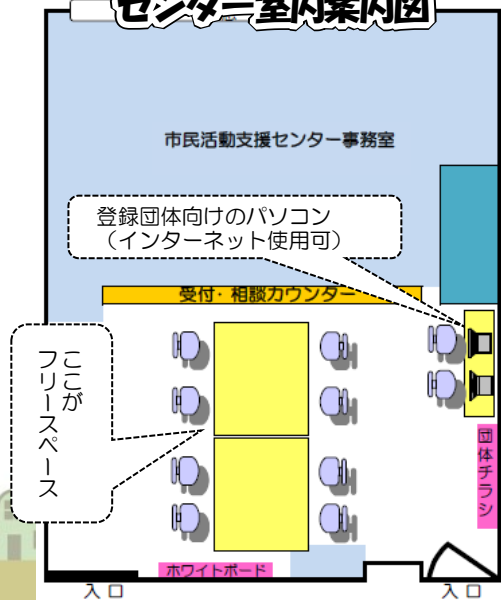 センター室内案内図
市民活動支援センター事務室
登録団体向けのパソコン
（インターネット使用可）
受付・相談カウンター
ここが
フリースペース
団体チラシ
ホワイトボード
入口
入口